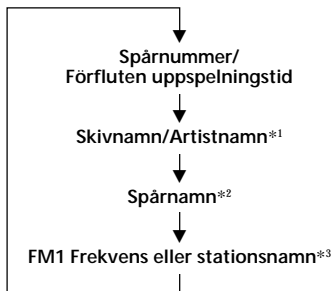 Spårnummer/
Förfluten uppspelningstid
Skivnamn/Artistnamn*1
Spårnamn*2
FM1 Frekvens eller stationsnamn*3